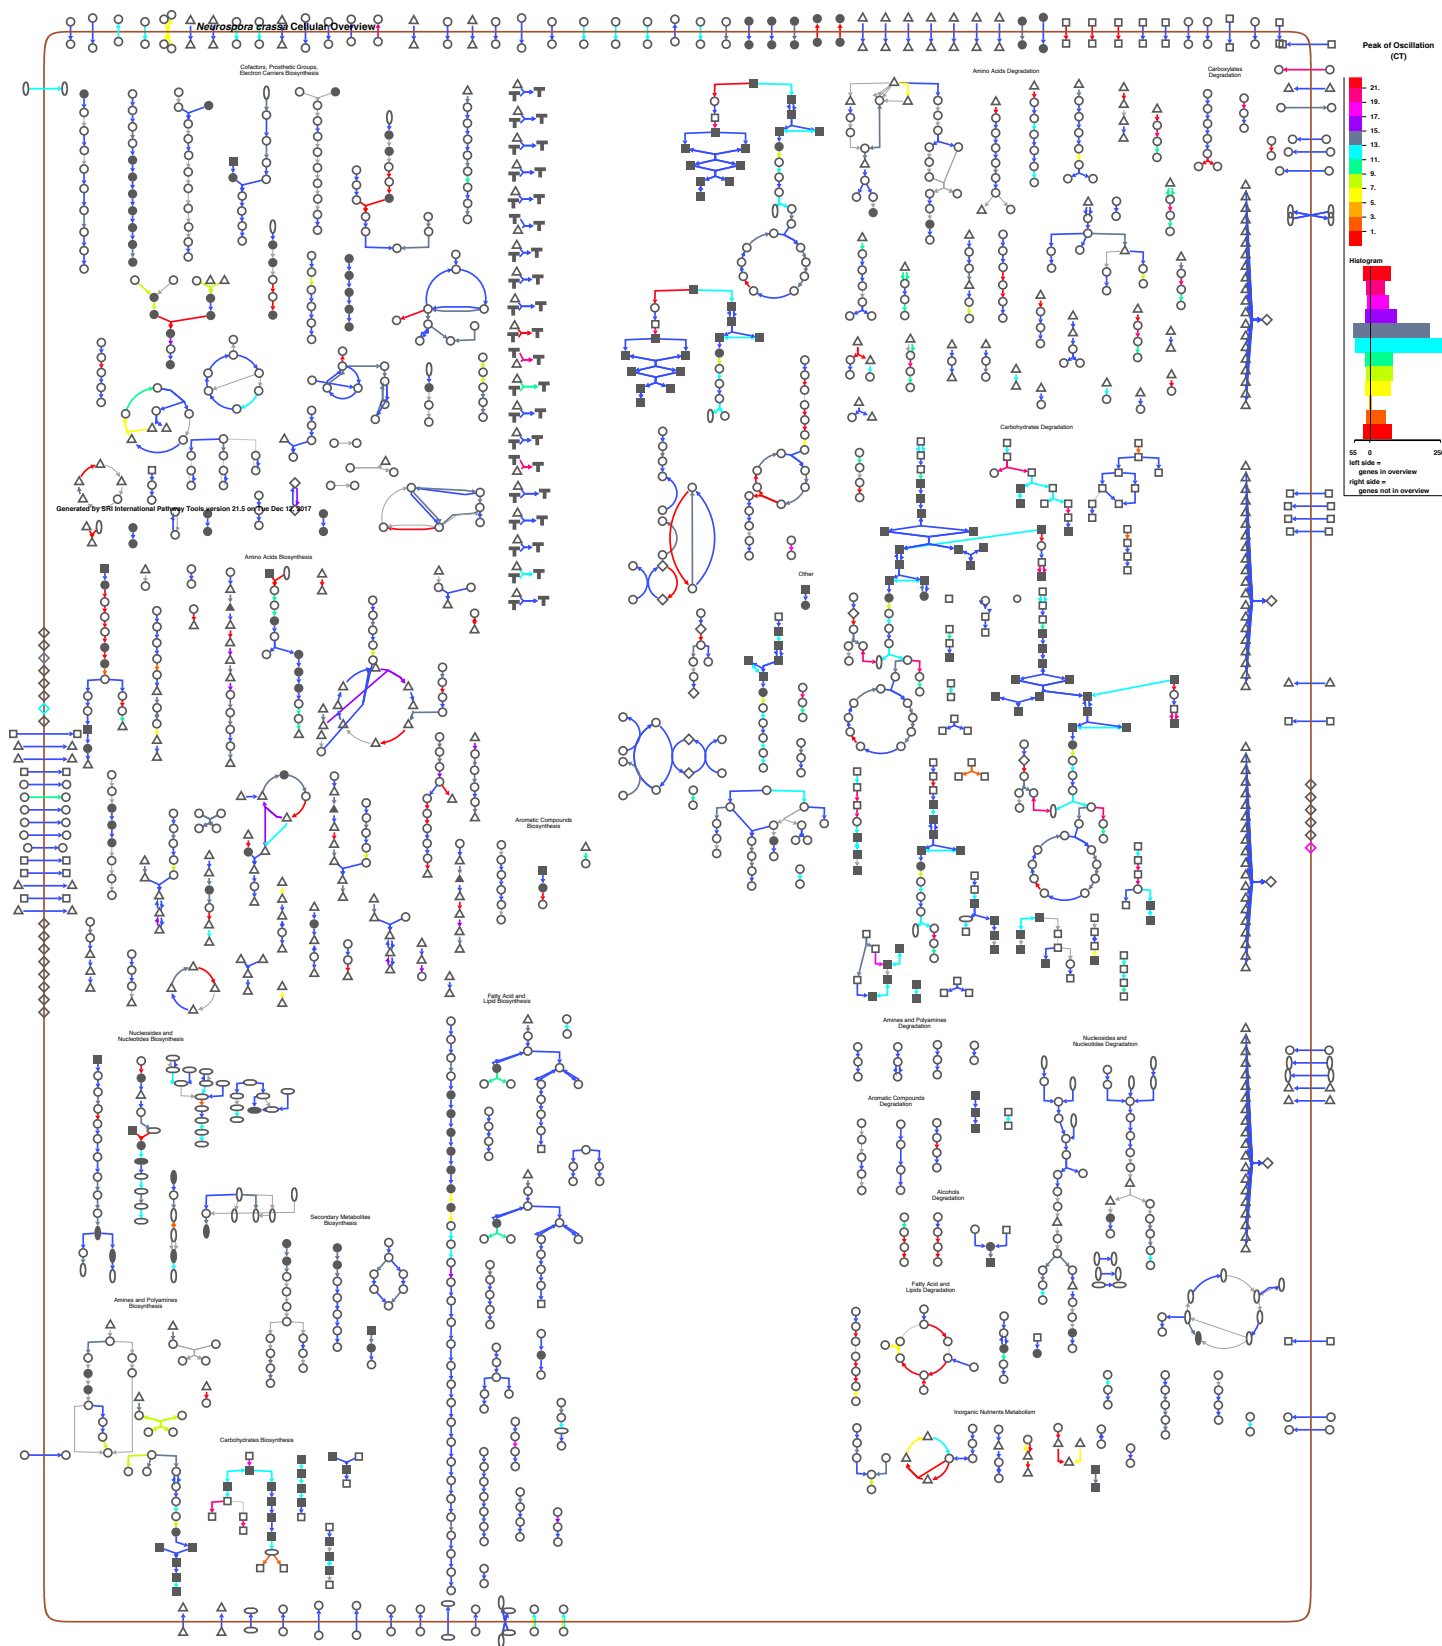 Neurospora crassa Cellular Overview
Cofactors, Prosthetic Groups,
Electron Carriers Biosynthesis
Amino Acids Degradation
Carboxylates
Degradation
Peak of Oscillation
(CT)
21.
19.
17.
15.
13.
11.
9.
7.
5.
3.
1.
Histogram
55 0 250
left side =
genes in overview
right side =
genes not in overview
Carbohydrates Degradation
Generated by SRI International Pathway Tools version 21.5 on Tue Dec 12, 2017
Amino Acids Biosynthesis
Other
Aromatic Compounds
Biosynthesis
Fatty Acid and
Lipid Biosynthesis
Nucleosides and
Nucleotides Biosynthesis
Amines and Polyamines
Degradation
Nucleosides and
Nucleotides Degradation
Aromatic Compounds
Degradation
Alcohols
Degradation
Secondary Metabolites
Biosynthesis
Fatty Acid and
Lipids Degradation
Amines and Polyamines
Biosynthesis
Inorganic Nutrients Metabolism
Carbohydrates Biosynthesis